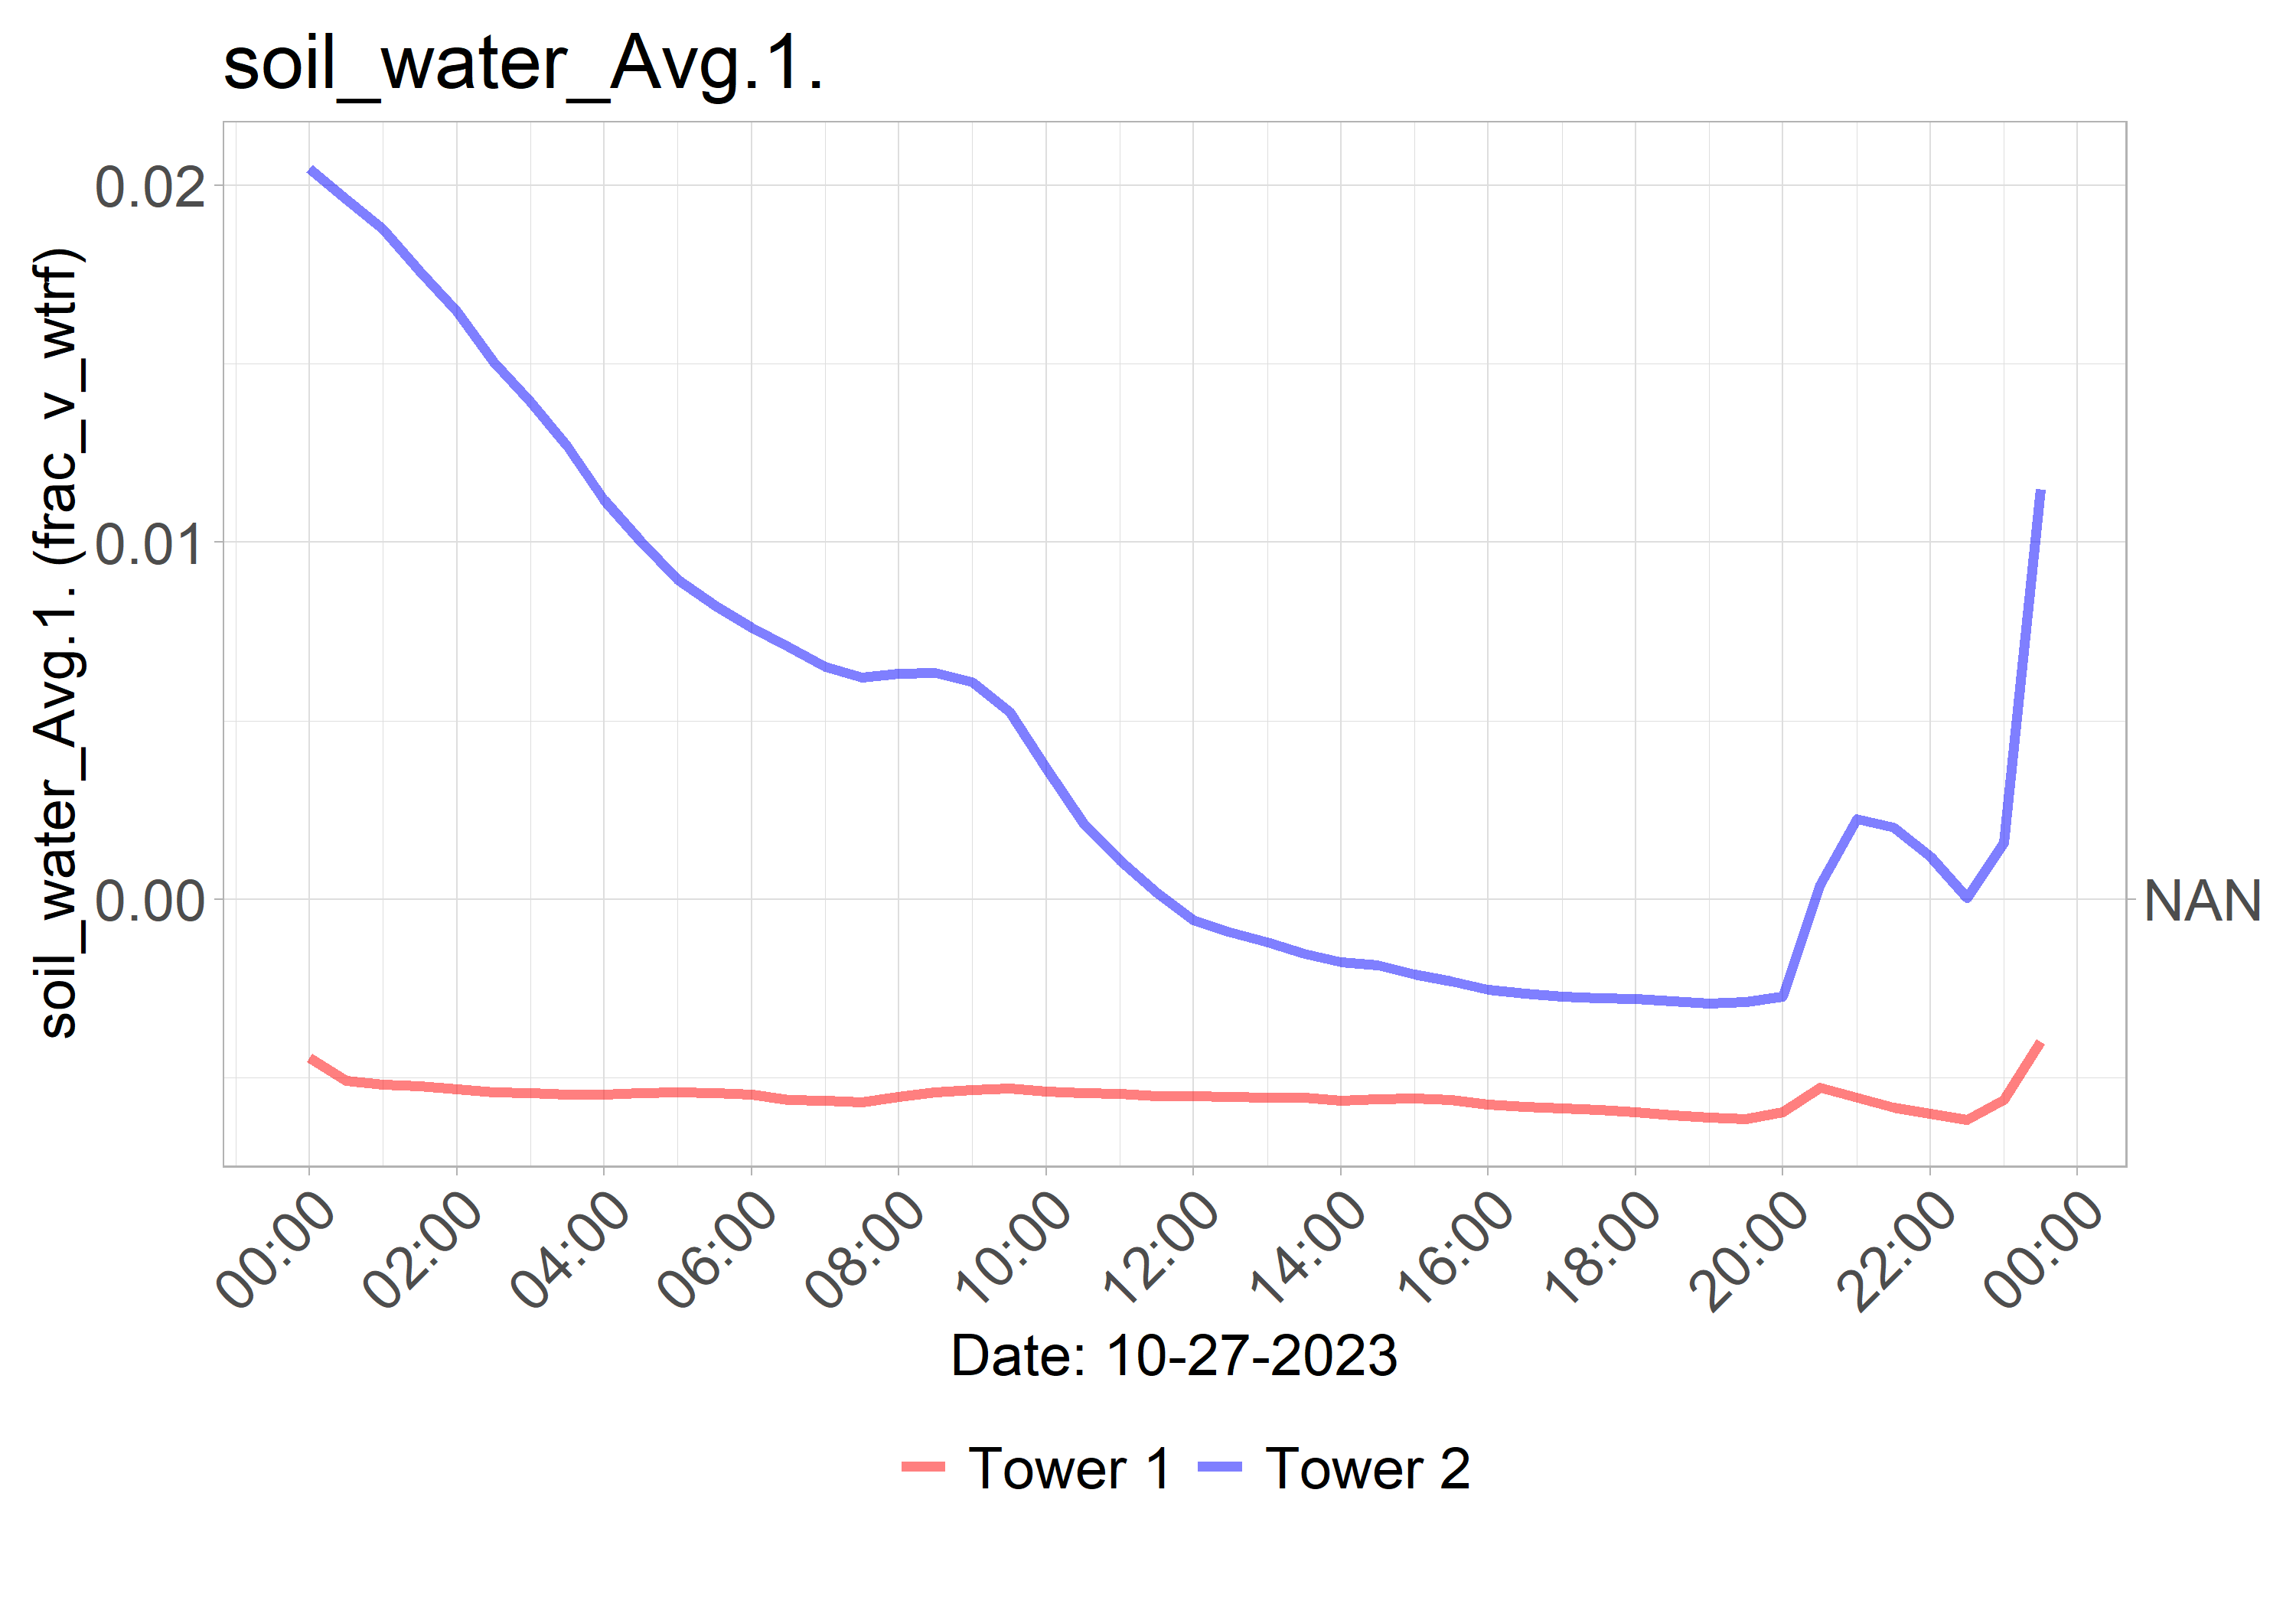 soil_water_Avg.1.
soil_water_Avg.1. (frac_v_wtrf)
0.02
0.01
0.00
NAN
00:00
02:00
04:00
06:00
08:00
10:00
12:00
14:00
16:00
18:00
20:00
22:00
00:00
Date: 10-27-2023
Tower 1
Tower 2